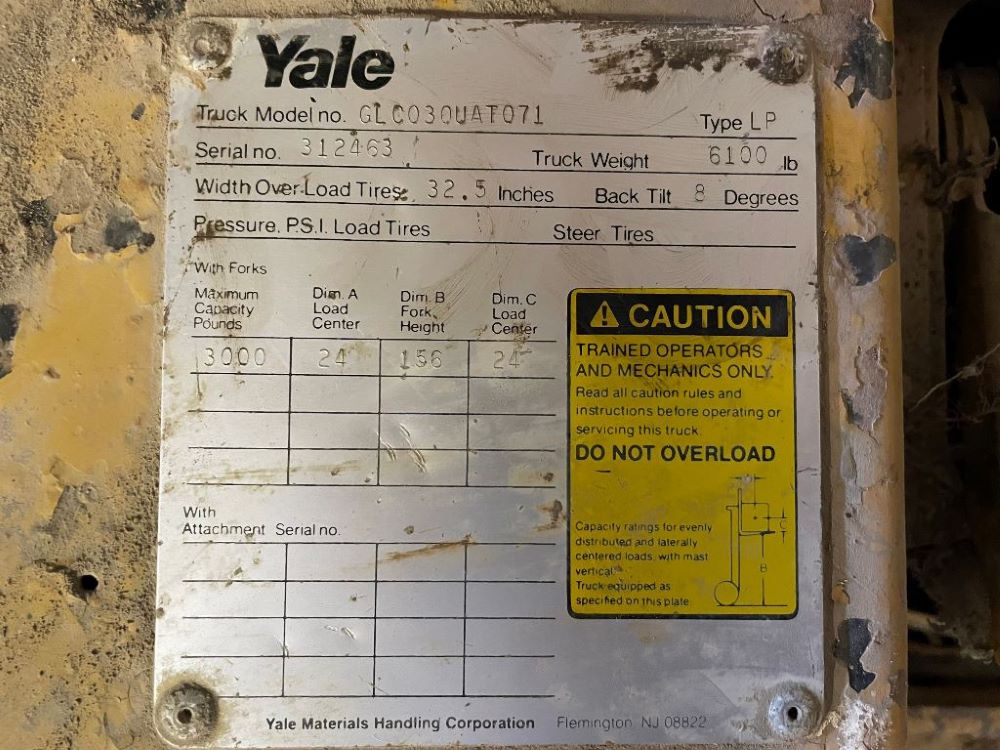 Yale
Truck Model no. GLC030UAT071
Type LP
Serial no. 312463
Truck Weight 6100 lb
Width Over Load Tires 32.5 Inches
Back Tilt 8 Degrees
Pressure, P.S.I. Load Tires
Steer Tires
With Forks
Maximum
Capacity
Pounds
Dim. A
Load
Center
Dim. B
Fork
Height
Dim. C
Load
Center
3000 24 156 24
With
Attachment Serial no.
CAUTION
TRAINED OPERATORS
AND MECHANICS ONLY.
Read all caution rules and
instructions before operating or
servicing this truck.
DO NOT OVERLOAD
Capacity ratings for evenly
distributed and laterally
centered loads, with mast
vertical.
Truck equipped as
specified on this plate.
A
C
B
Yale Materials Handling Corporation Flemington, NJ 08822